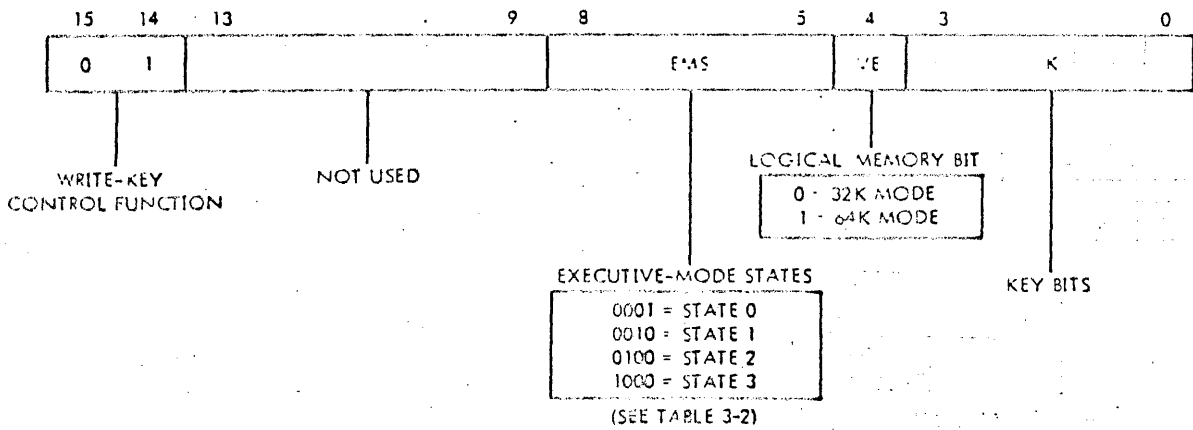 15 14 13 9 8 5 4 3 0
0 1 EMS K
LOGICAL MEMORY BIT
WRITE-KEY
CONTROL FUNCTION
NOT USED
0 - 32K MODE
1 - 64K MODE
EXECUTIVE-MODE STATES
KEY BITS
0001 = STATE 0
0010 = STATE 1
0100 = STATE 2
1000 = STATE 3
(SEE TABLE 3-2)